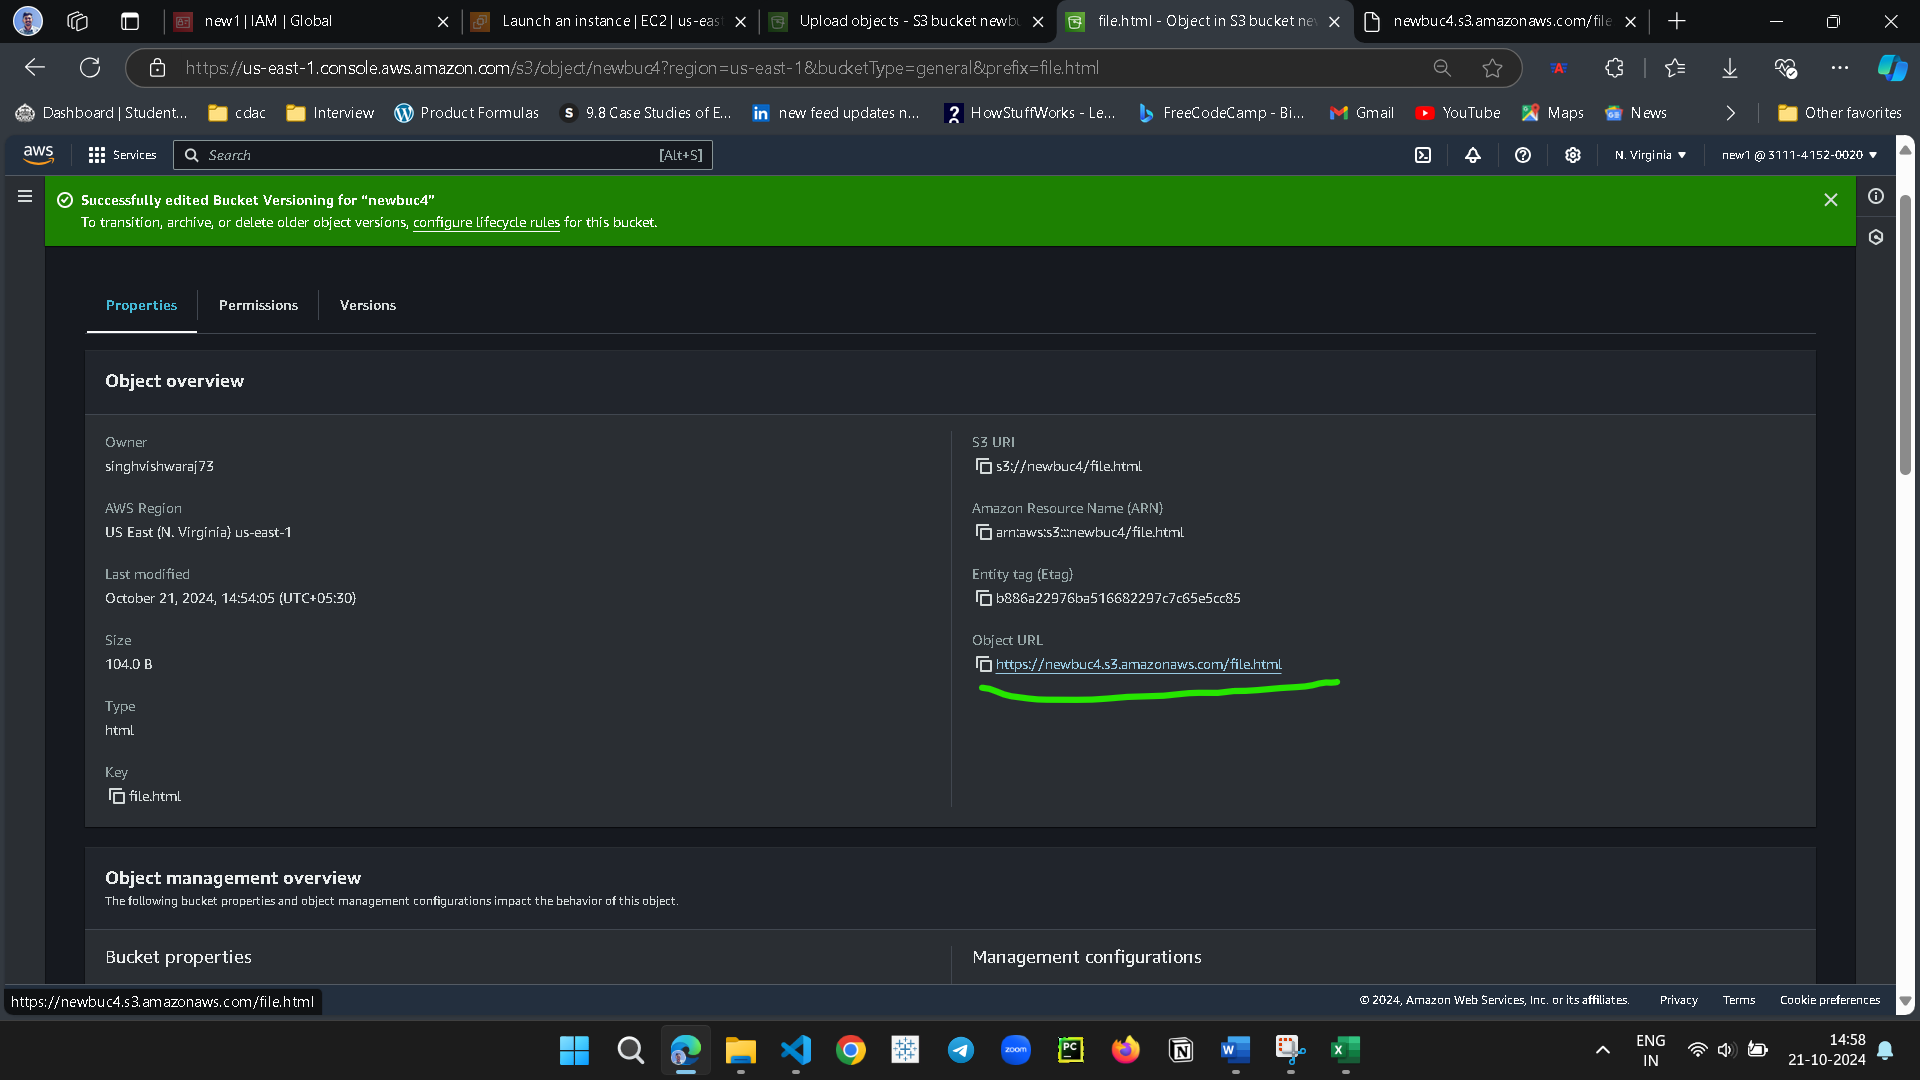 new1 | IAM | Global
Launch an instance | EC2 | us-eas
Upload objects - S3 bucket newbu
file.html - Object in S3 bucket ne
newbuc4.s3.amazonaws.com/file
https://us-east-1.console.aws.amazon.com/s3/object/newbuc4?region=us-east-1&bucketType=general&prefix=file.html
Dashboard | Student...
cdac
Interview
Product Formulas
9.8 Case Studies of E...
new feed updates n...
HowStuffWorks - Le...
FreeCodeCamp - Bi...
Gmail
YouTube
Maps
News
Other favorites
aws
Services
Search
[Alt+S]
N. Virginia
new1 @ 3111-4152-0020
Successfully edited Bucket Versioning for “newbuc4”
To transition, archive, or delete older object versions, configure lifecycle rules for this bucket.
Properties
Permissions
Versions
Object overview
Owner
singhvishwaraj73
AWS Region
US East (N. Virginia) us-east-1
Last modified
October 21, 2024, 14:54:05 (UTC+05:30)
Size
104.0 B
Type
html
Key
file.html
S3 URI
s3://newbuc4/file.html
Amazon Resource Name (ARN)
arn:aws:s3:::newbuc4/file.html
Entity tag (Etag)
b886a22976ba516682297c7c65e5cc85
Object URL
https://newbuc4.s3.amazonaws.com/file.html
Object management overview
The following bucket properties and object management configurations impact the behavior of this object.
Bucket properties
Management configurations
https://newbuc4.s3.amazonaws.com/file.html
© 2024, Amazon Web Services, Inc. or its affiliates.
Privacy
Terms
Cookie preferences
zoom
PC
ENG
IN
14:58
21-10-2024